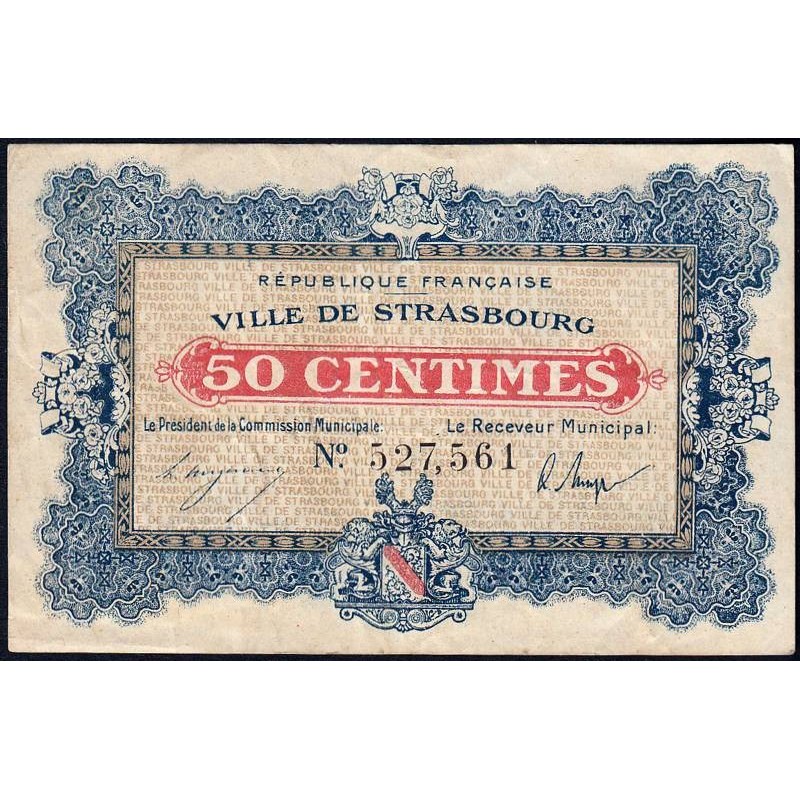 RÉPUBLIQUE FRANÇAISE
VILLE DE STRASBOURG
50 CENTIMES
Le Président de la Commission Municipale: Le Receveur Municipal:
Nº 527,561